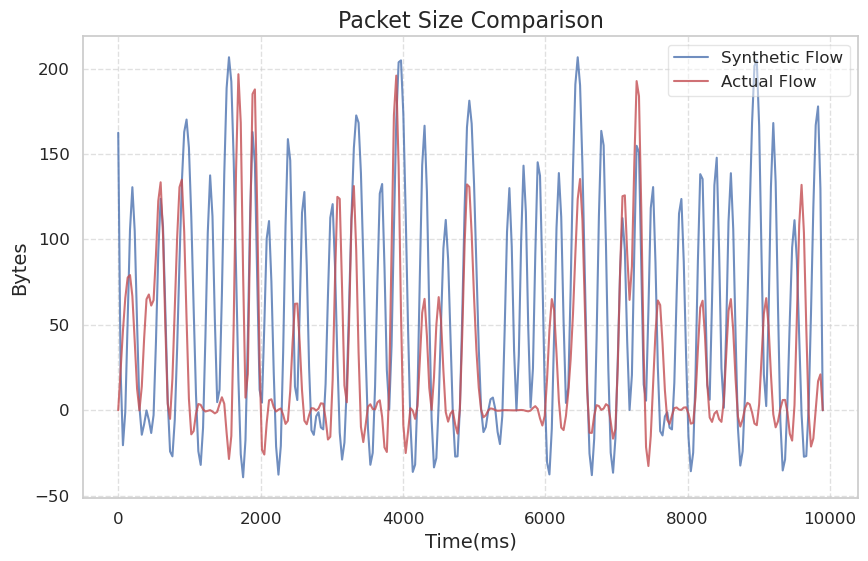 Packet Size Comparison
Synthetic Flow
Actual Flow
200
150
100
50
0
−50
Bytes
0
2000
4000
6000
8000
10000
Time(ms)